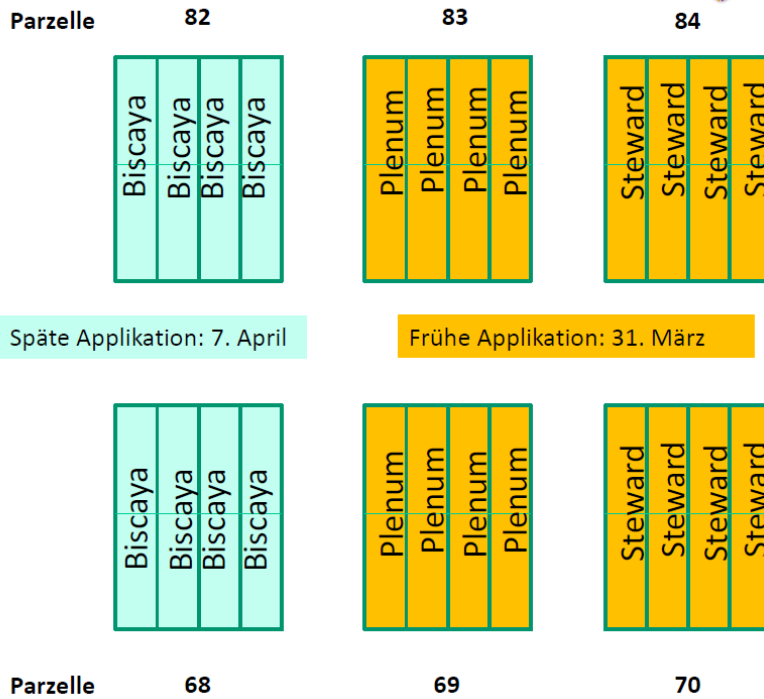 Parzelle 82 83 84
Biscaya Biscaya Biscaya Biscaya Plenum Plenum Plenum Plenum Steward Steward Steward Steward
Späte Applikation: 7. April Frühe Applikation: 31. März
Biscaya Biscaya Biscaya Biscaya Plenum Plenum Plenum Plenum Steward Steward Steward Steward
Parzelle 68 69 70